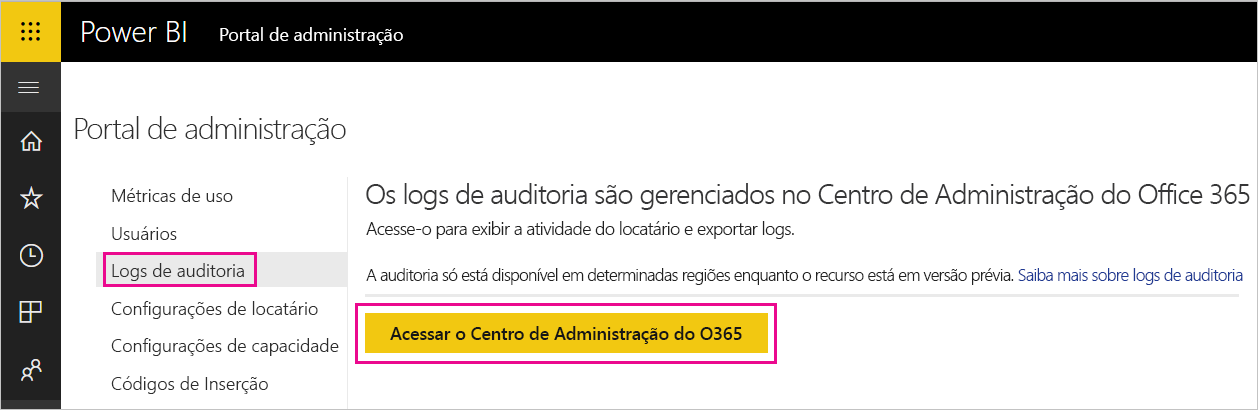 Power BI Portal de administração
Portal de administração
Métricas de uso
Usuários
Logs de auditoria
Configurações de locatário
Configurações de capacidade
Códigos de Inserção
Os logs de auditoria são gerenciados no Centro de Administração do Office 365
Acesse-o para exibir a atividade do locatário e exportar logs.
A auditoria só está disponível em determinadas regiões enquanto o recurso está em versão prévia. Saiba mais sobre logs de auditoria
Acessar o Centro de Administração do O365